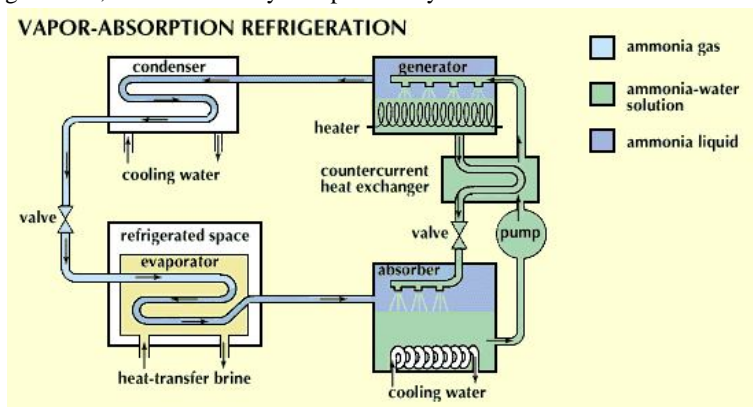 VAPOR-ABSORPTION REFRIGERATION
condenser
generator
ammonia gas
ammonia-water
solution
ammonia liquid
heater
cooling water
countercurrent
heat exchanger
valve
refrigerated space
evaporator
valve
pump
absorber
heat-transfer brine
cooling water